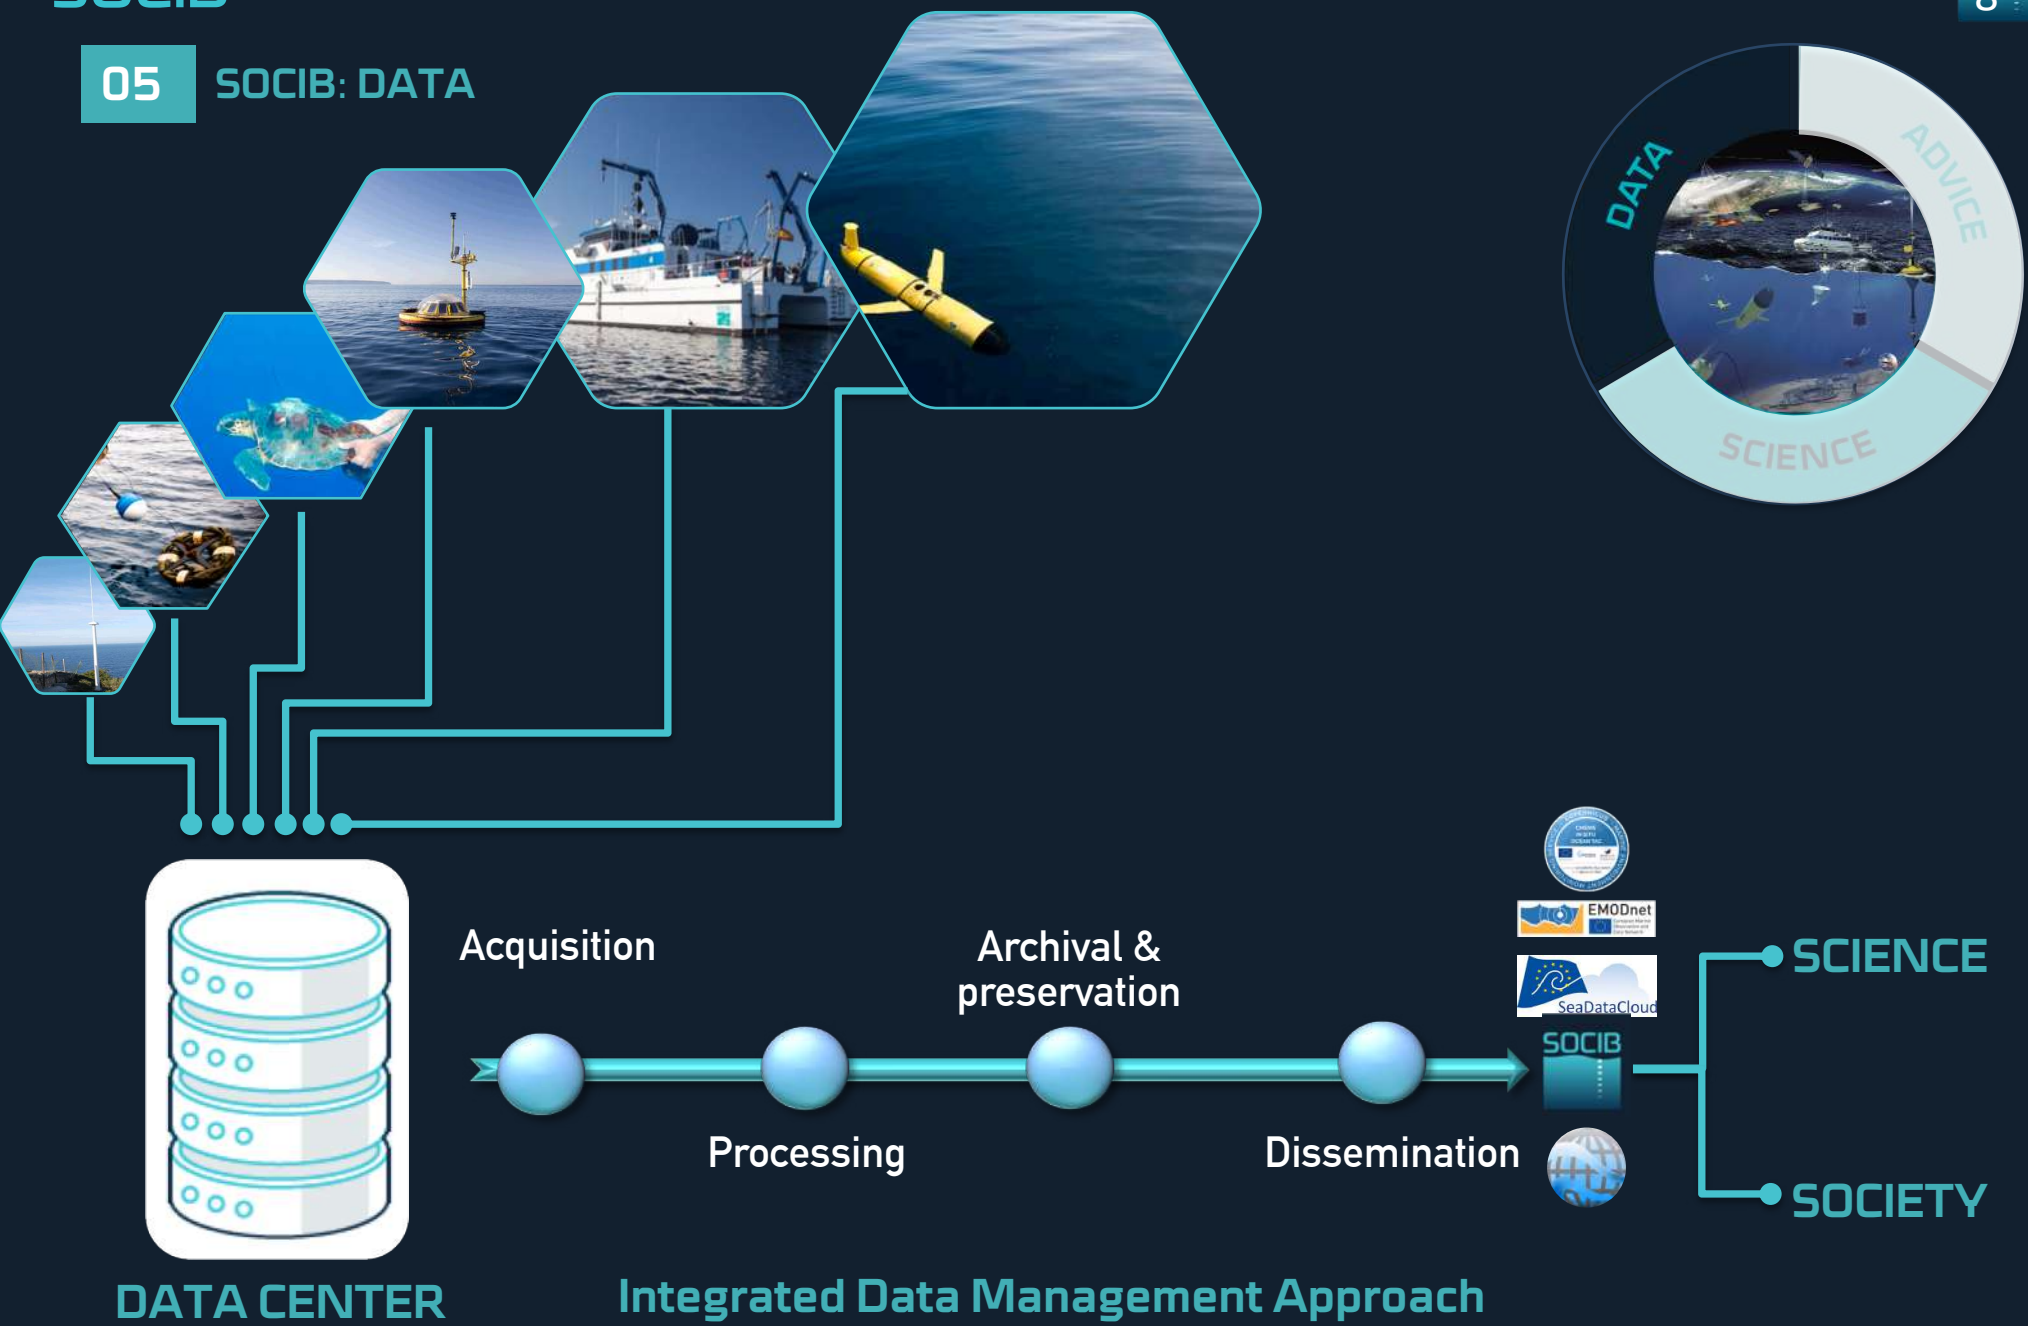 SOCIB
05
SOCIB: DATA
DATA
ADVICE
SCIENCE
Acquisition
Archival &
preservation
Processing
Dissemination
EMODnet
SeaDataCloud
SOCIB
SCIENCE
SOCIETY
DATA CENTER
Integrated Data Management Approach